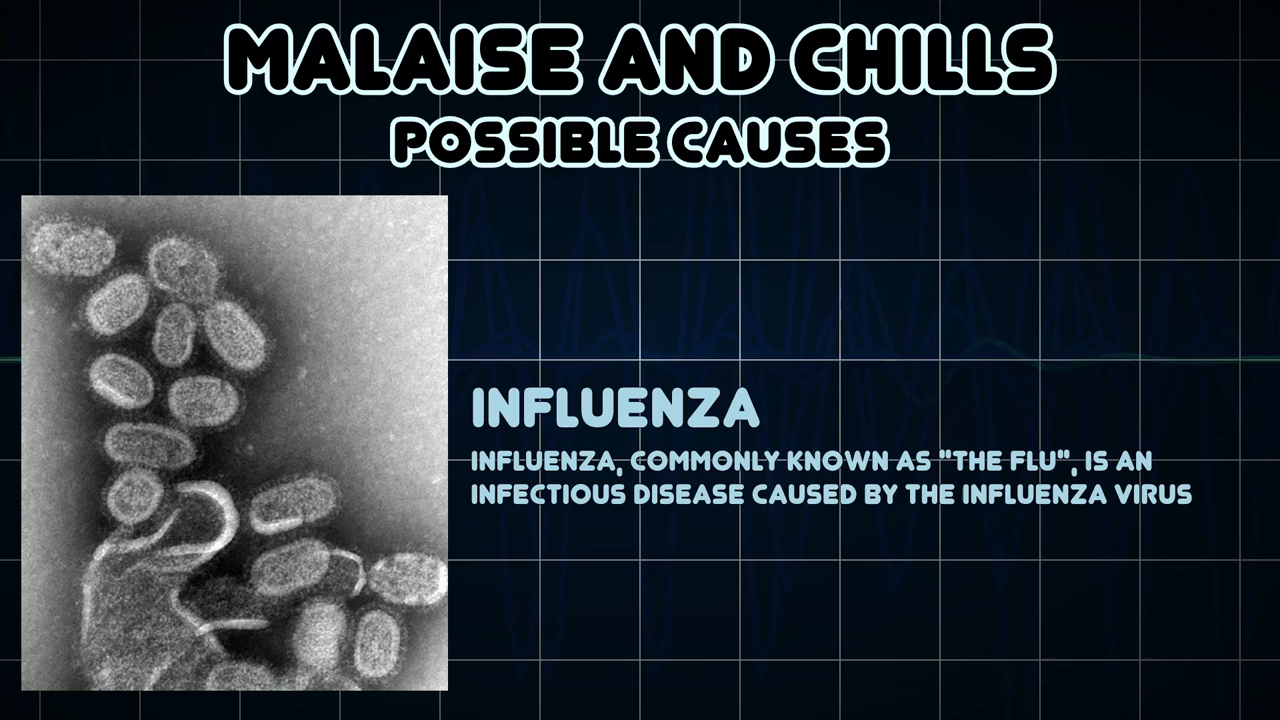 MALAISE AND CHILLS
POSSIBLE CAUSES
INFLUENZA
INFLUENZA, COMMONLY KNOWN AS "THE FLU", IS AN
INFECTIOUS DISEASE CAUSED BY THE INFLUENZA VIRUS